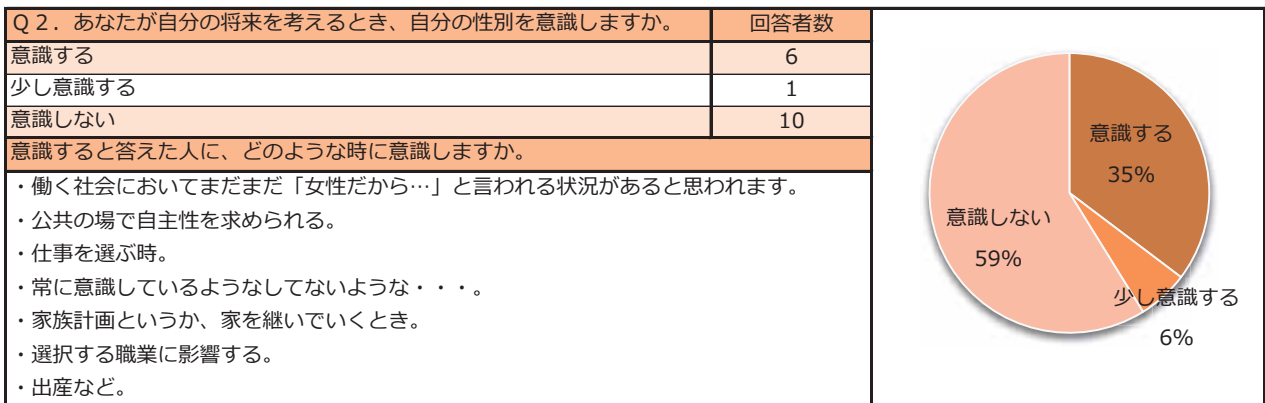 Q２．あなたが自分の将来を考えるとき、自分の性別を意識しますか。 回答者数
意識する 6
少し意識する 1
意識しない 10
意識すると答えた人に、どのような時に意識しますか。
・働く社会においてまだまだ「女性だから…」と言われる状況があると思われます。
・公共の場で自主性を求められる。
・仕事を選ぶ時。
・常に意識しているようなしてないような・・・。
・家族計画というか、家を継いでいくとき。
・選択する職業に影響する。
・出産など。
意識する
35%
意識しない
59%
少し意識する
6%